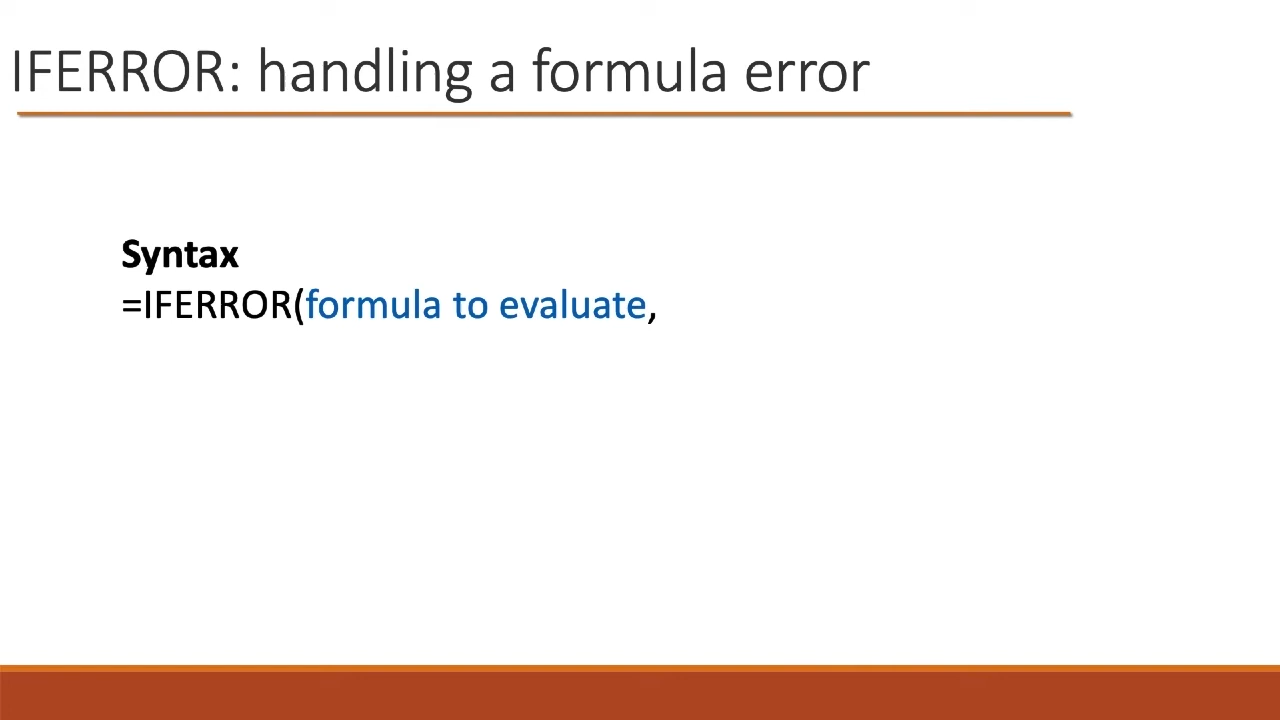 IFERROR: handling a formula error
Syntax
=IFERROR(formula to evaluate,